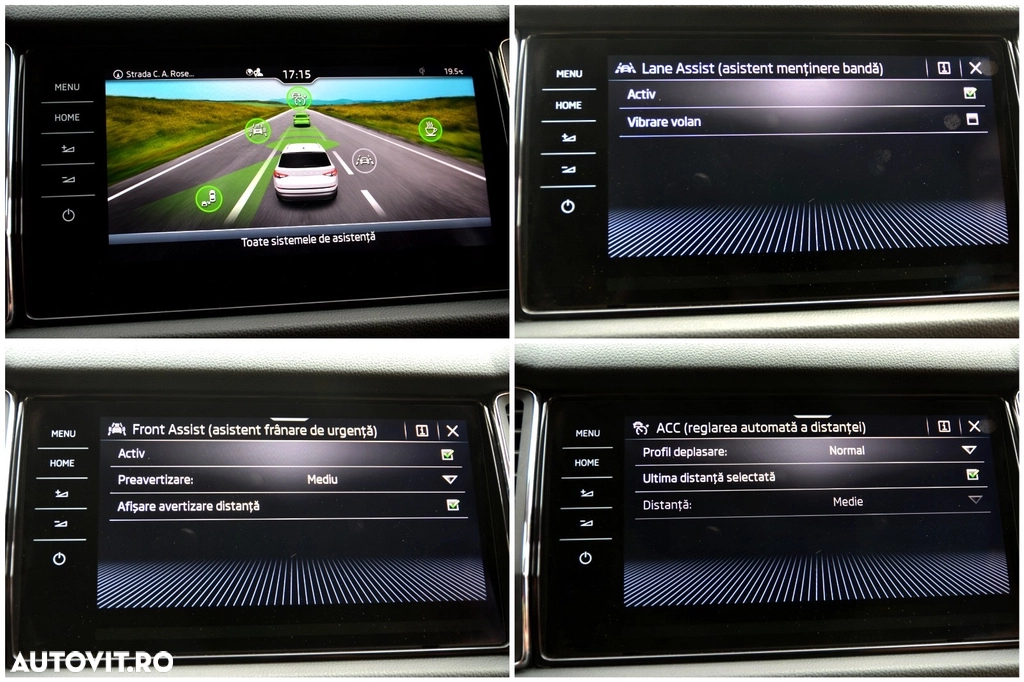 Strada C. A. Rose...
17:15
19.5
MENU
HOME
Toate sistemele de asistență
MENU
HOME
Lane Assist (asistent menținere bandă)
Activ
Vibrare volan
MENU
HOME
Front Assist (asistent frânare de urgență)
Activ
Preavertizare: Mediu
Afișare avertizare distanță
MENU
HOME
ACC (reglarea automată a distanței)
Profil deplasare: Normal
Ultima distanță selectată
Distanță: Medie
AUTOVIT.RO